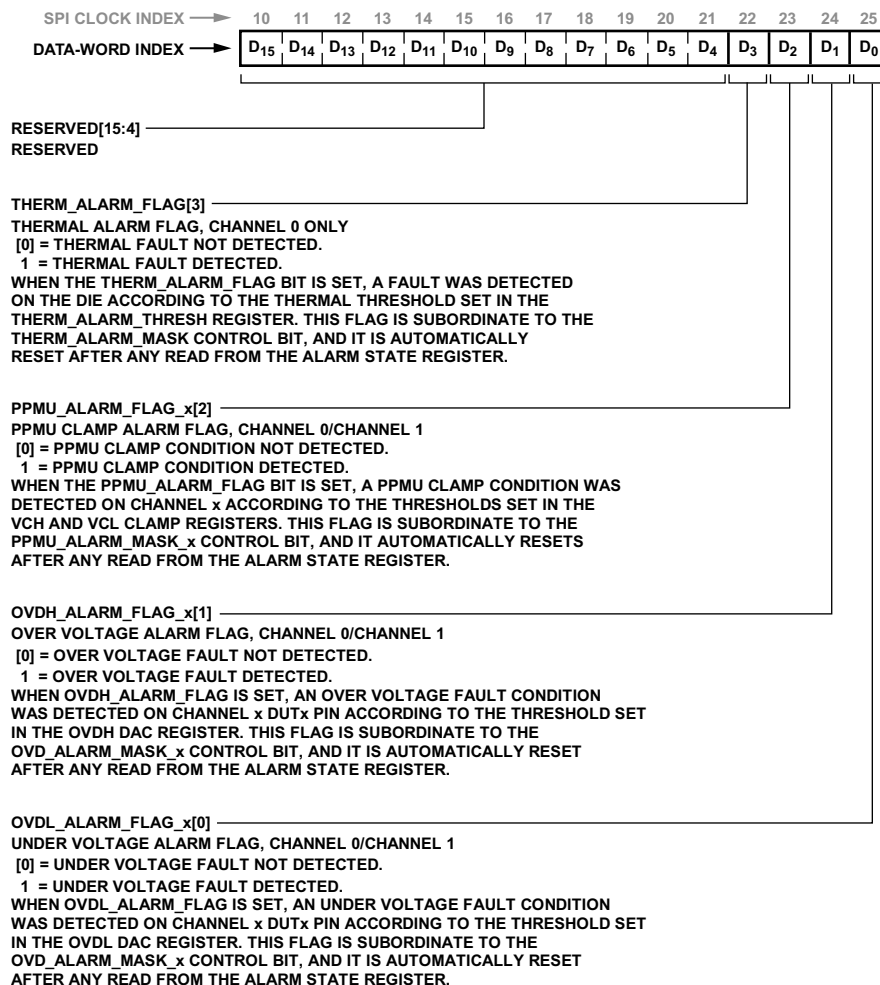 SPI CLOCK INDEX 10 11 12 13 14 15 16 17 18 19 20 21 22 23 24 25
DATA-WORD INDEX D15 D14 D13 D12 D11 D10 D9 D8 D7 D6 D5 D4 D3 D2 D1 D0
RESERVED[15:4]
RESERVED
THERM_ALARM_FLAG[3]
THERMAL ALARM FLAG, CHANNEL 0 ONLY
[0] = THERMAL FAULT NOT DETECTED.
1 = THERMAL FAULT DETECTED.
WHEN THE THERM_ALARM_FLAG BIT IS SET, A FAULT WAS DETECTED
ON THE DIE ACCORDING TO THE THERMAL THRESHOLD SET IN THE
THERM_ALARM_THRESH REGISTER. THIS FLAG IS SUBORDINATE TO THE
THERM_ALARM_MASK CONTROL BIT, AND IT IS AUTOMATICALLY
RESET AFTER ANY READ FROM THE ALARM STATE REGISTER.
PPMU_ALARM_FLAG_x[2]
PPMU CLAMP ALARM FLAG, CHANNEL 0/CHANNEL 1
[0] = PPMU CLAMP CONDITION NOT DETECTED.
1 = PPMU CLAMP CONDITION DETECTED.
WHEN THE PPMU_ALARM_FLAG BIT IS SET, A PPMU CLAMP CONDITION WAS
DETECTED ON CHANNEL x ACCORDING TO THE THRESHOLDS SET IN THE
VCH AND VCL CLAMP REGISTERS. THIS FLAG IS SUBORDINATE TO THE
PPMU_ALARM_MASK_x CONTROL BIT, AND IT AUTOMATICALLY RESETS
AFTER ANY READ FROM THE ALARM STATE REGISTER.
OVDH_ALARM_FLAG_x[1]
OVER VOLTAGE ALARM FLAG, CHANNEL 0/CHANNEL 1
[0] = OVER VOLTAGE FAULT NOT DETECTED.
1 = OVER VOLTAGE FAULT DETECTED.
WHEN OVDH_ALARM_FLAG IS SET, AN OVER VOLTAGE FAULT CONDITION
WAS DETECTED ON CHANNEL x DUTx PIN ACCORDING TO THE THRESHOLD SET
IN THE OVDH DAC REGISTER. THIS FLAG IS SUBORDINATE TO THE
OVD_ALARM_MASK_x CONTROL BIT, AND IT IS AUTOMATICALLY RESET
AFTER ANY READ FROM THE ALARM STATE REGISTER.
OVDL_ALARM_FLAG_x[0]
UNDER VOLTAGE ALARM FLAG, CHANNEL 0/CHANNEL 1
[0] = UNDER VOLTAGE FAULT NOT DETECTED.
1 = UNDER VOLTAGE FAULT DETECTED.
WHEN OVDL_ALARM_FLAG IS SET, AN UNDER VOLTAGE FAULT CONDITION
WAS DETECTED ON CHANNEL x DUTx PIN ACCORDING TO THE THRESHOLD SET
IN THE OVDL DAC REGISTER. THIS FLAG IS SUBORDINATE TO THE
OVD_ALARM_MASK_x CONTROL BIT, AND IT IS AUTOMATICALLY RESET
AFTER ANY READ FROM THE ALARM STATE REGISTER.